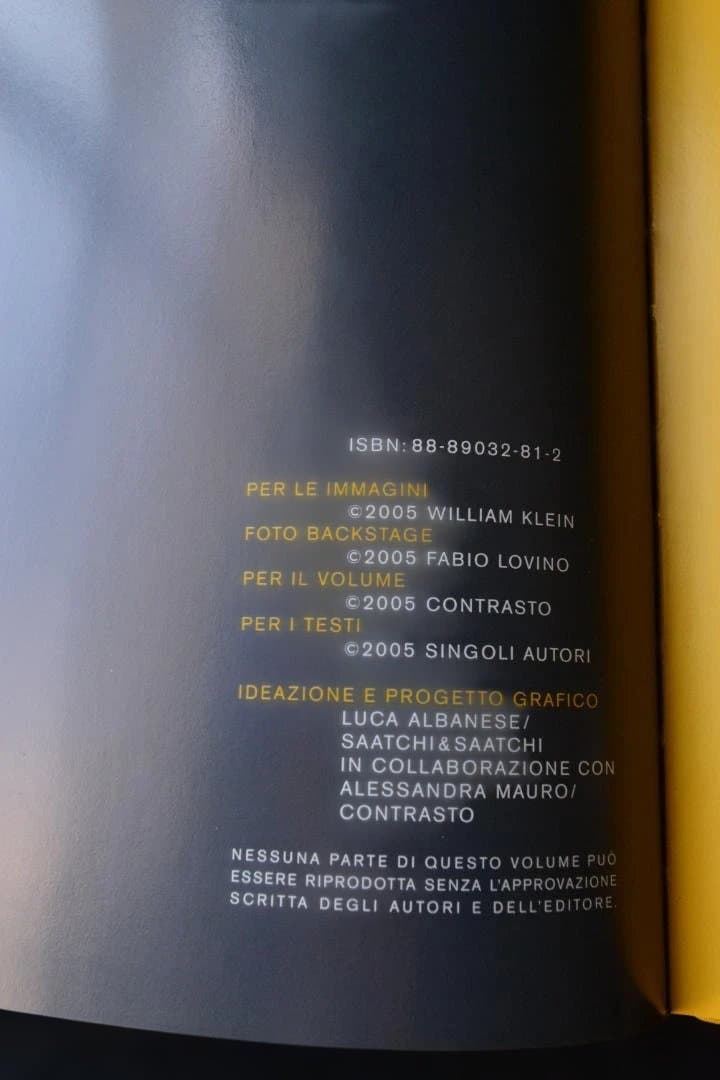 ISBN: 88-89032-81-2
PER LE IMMAGINI
©2005 WILLIAM KLEIN
FOTO BACKSTAGE
©2005 FABIO LOVINO
PER IL VOLUME
©2005 CONTRASTO
PER I TESTI
©2005 SINGOLI AUTORI
IDEAZIONE E PROGETTO GRAFICO
LUCA ALBANESE/
SAATCHI&SAATCHI
IN COLLABORAZIONE CON
ALESSANDRA MAURO/
CONTRASTO
NESSUNA PARTE DI QUESTO VOLUME PUÒ
ESSERE RIPRODOTTA SENZA L'APPROVAZIONE
SCRITTA DEGLI AUTORI E DELL'EDITORE.